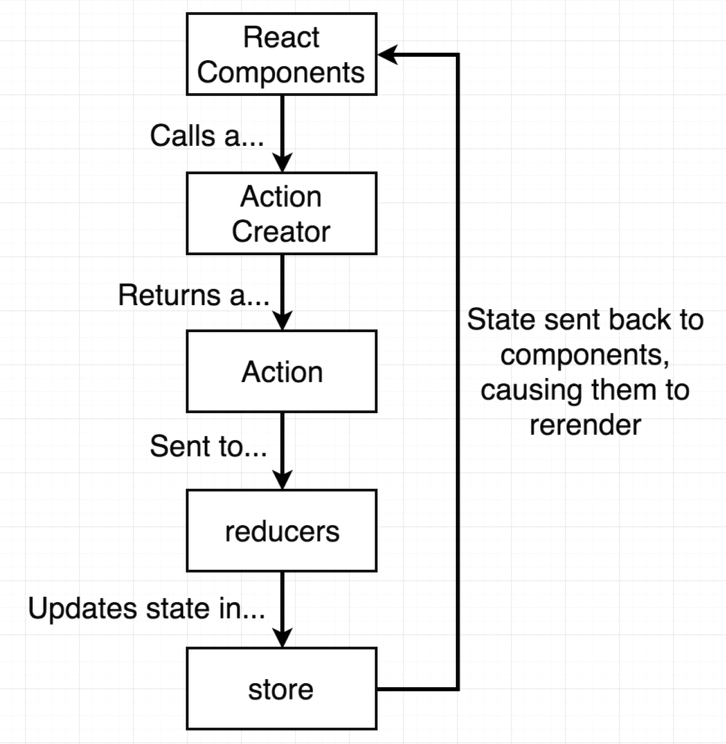 React
Components
Calls a...
Action
Creator
Returns a...
Action
Sent to...
reducers
Updates state in...
store
State sent back to
components,
causing them to
rerender